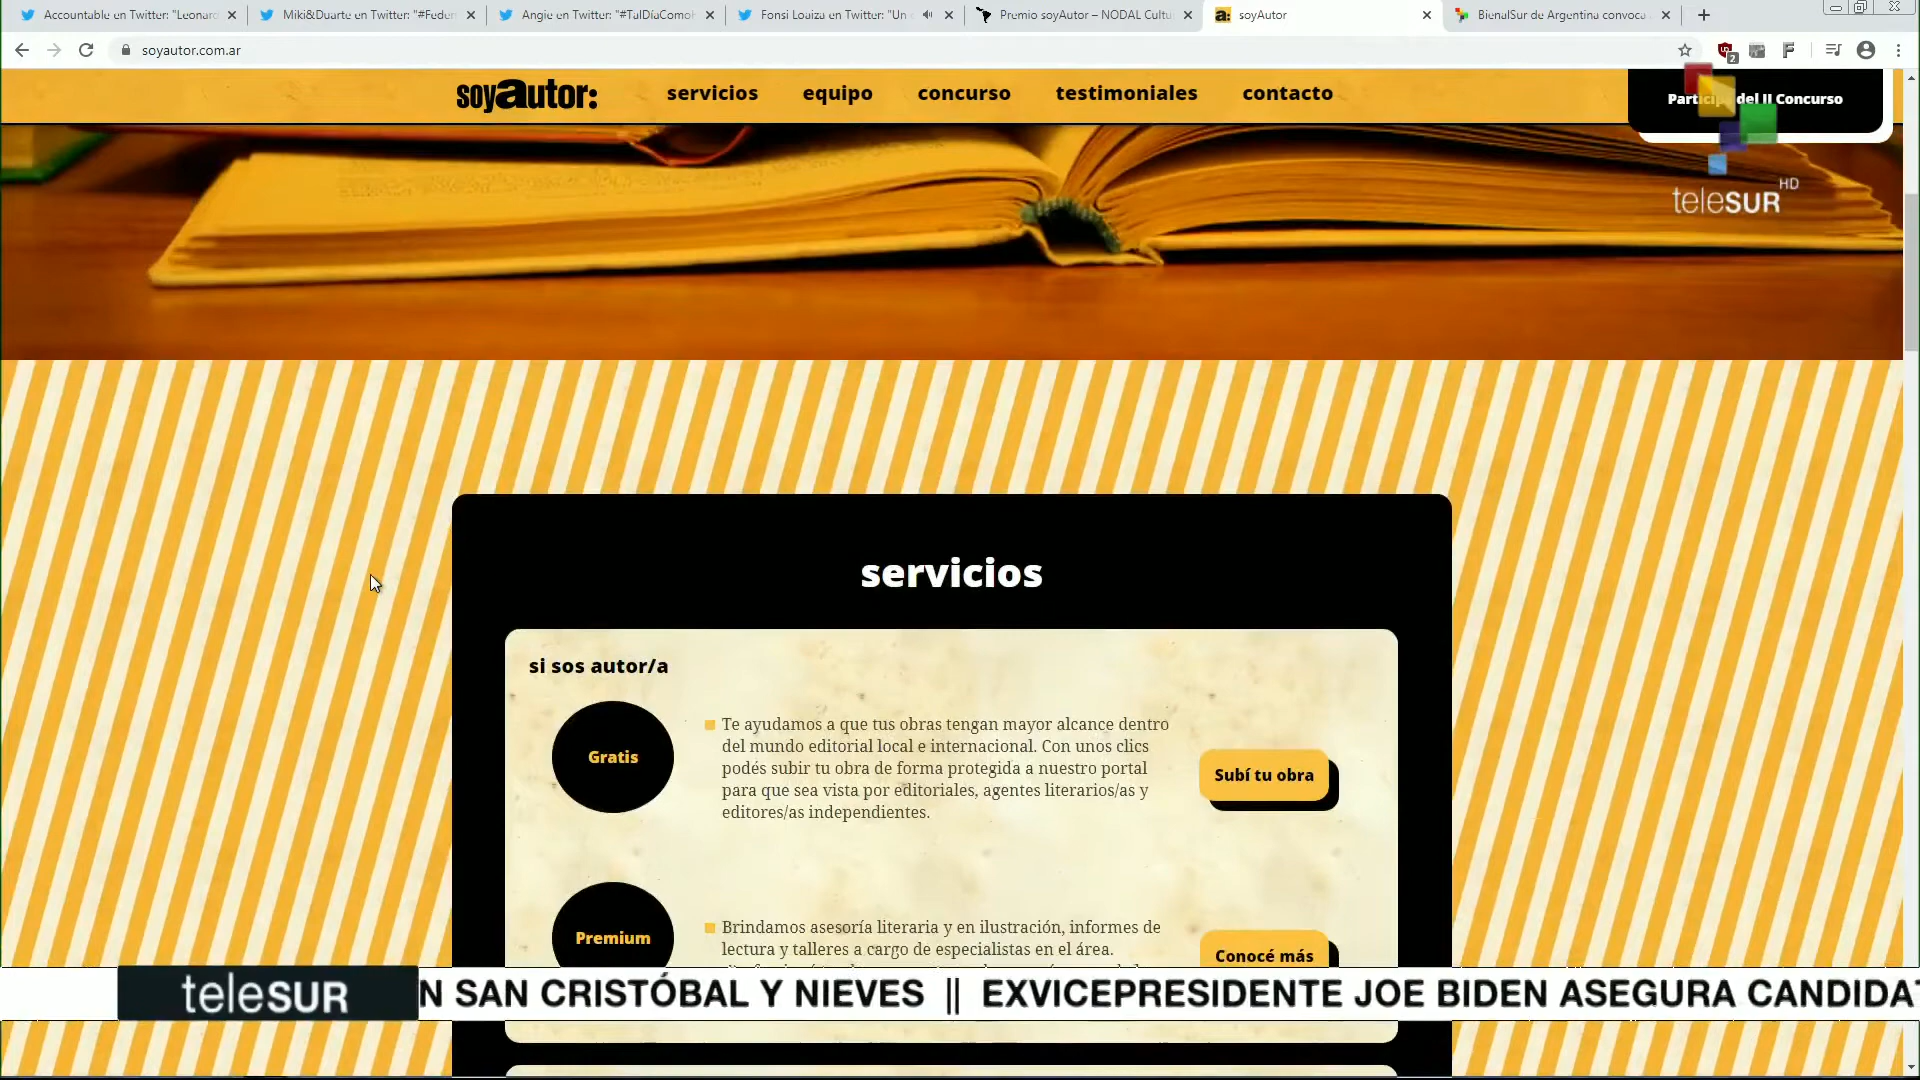 Accountable en Twitter: "Leonar
Miki&Duarte en Twitter: "#Feder
Angie en Twitter: "#TalDíaComo
Fonsi Loaiza en Twitter: "Un
Premio soyAutor – NODAL Cultu
soyAutor
BienalSur de Argentina convoca
soyautor.com.ar
2
soyautor:
servicios
equipo
concurso
testimoniales
contacto
del II Concurso
teleSUR HD
servicios
si sos autor/a
Gratis
Te ayudamos a que tus obras tengan mayor alcance dentro
del mundo editorial local e internacional. Con unos clics
podés subir tu obra de forma protegida a nuestro portal
para que sea vista por editoriales, agentes literarios/as y
editores/as independientes.
Subí tu obra
Premium
Brindamos asesoría literaria y en ilustración, informes de
lectura y talleres a cargo de especialistas en el área.
Conocé más
teleSUR
N SAN CRISTÓBAL Y NIEVES || EXVICEPRESIDENTE JOE BIDEN ASEGURA CANDIDAT